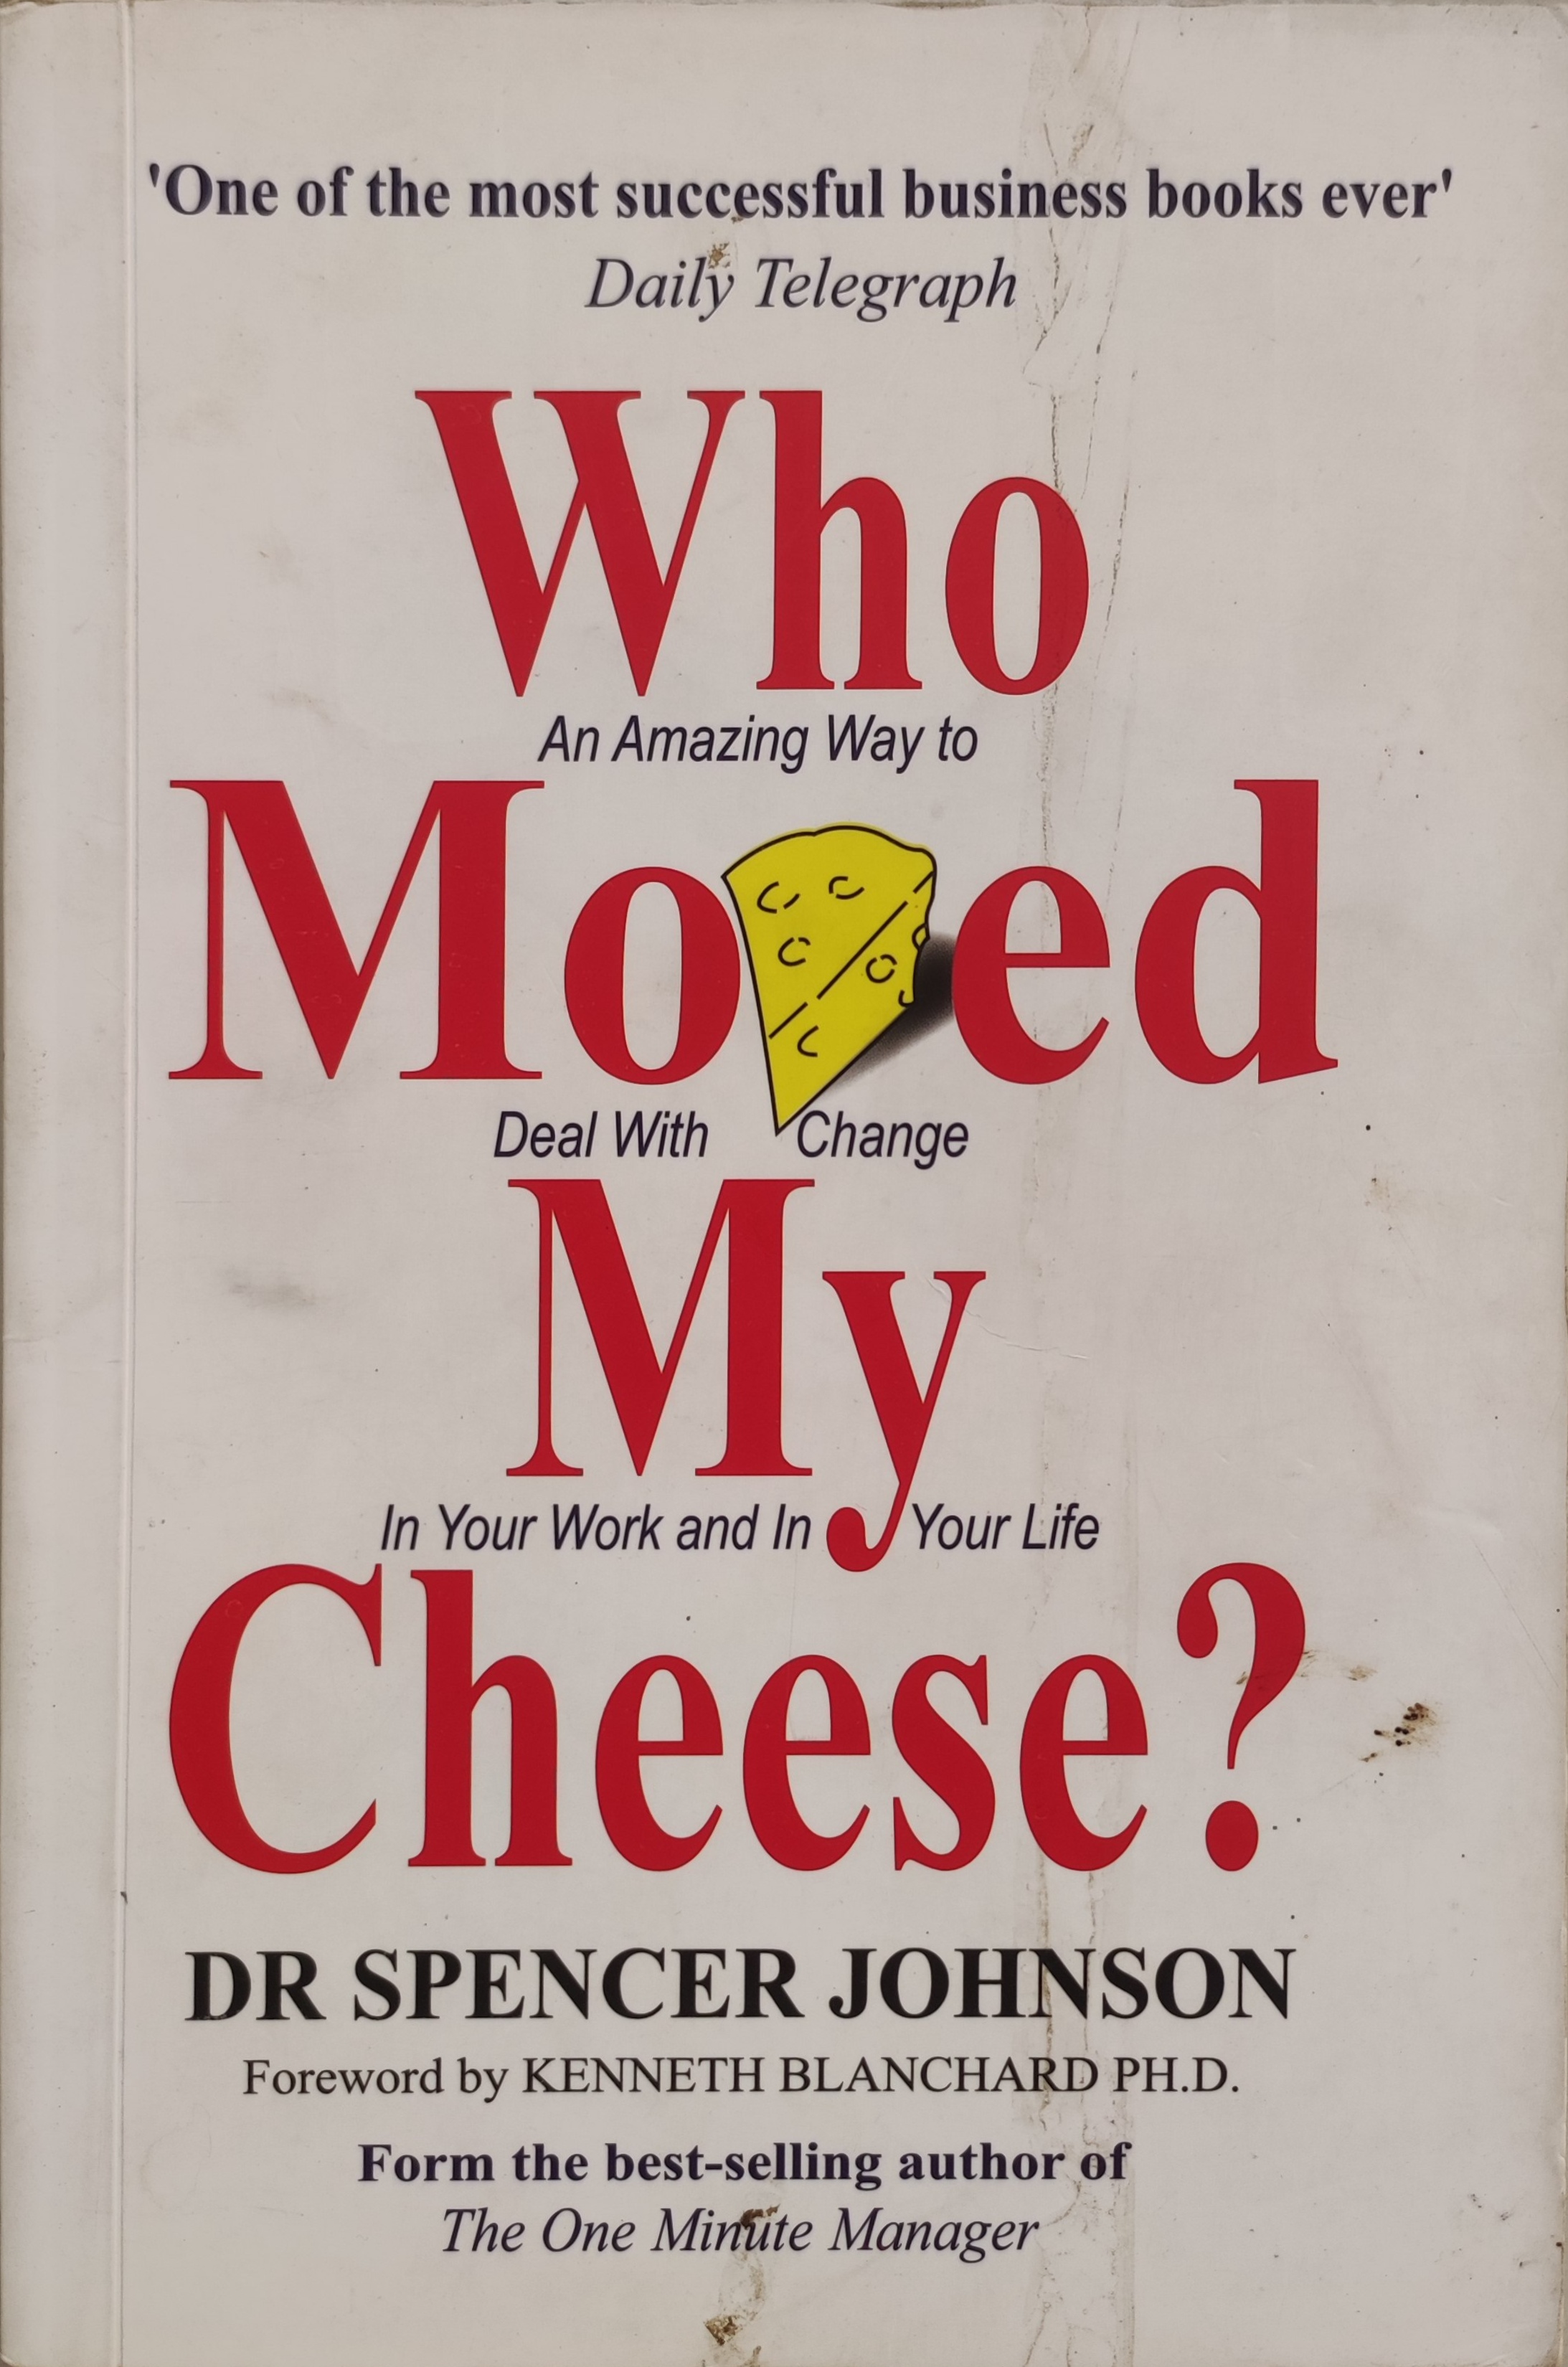 'One of the most successful business books ever'
Daily Telegraph
Who
An Amazing Way to
Moved
Deal With Change
My
In Your Work and In Your Life
Cheese?
DR SPENCER JOHNSON
Foreword by KENNETH BLANCHARD PH.D.
Form the best-selling author of
The One Minute Manager